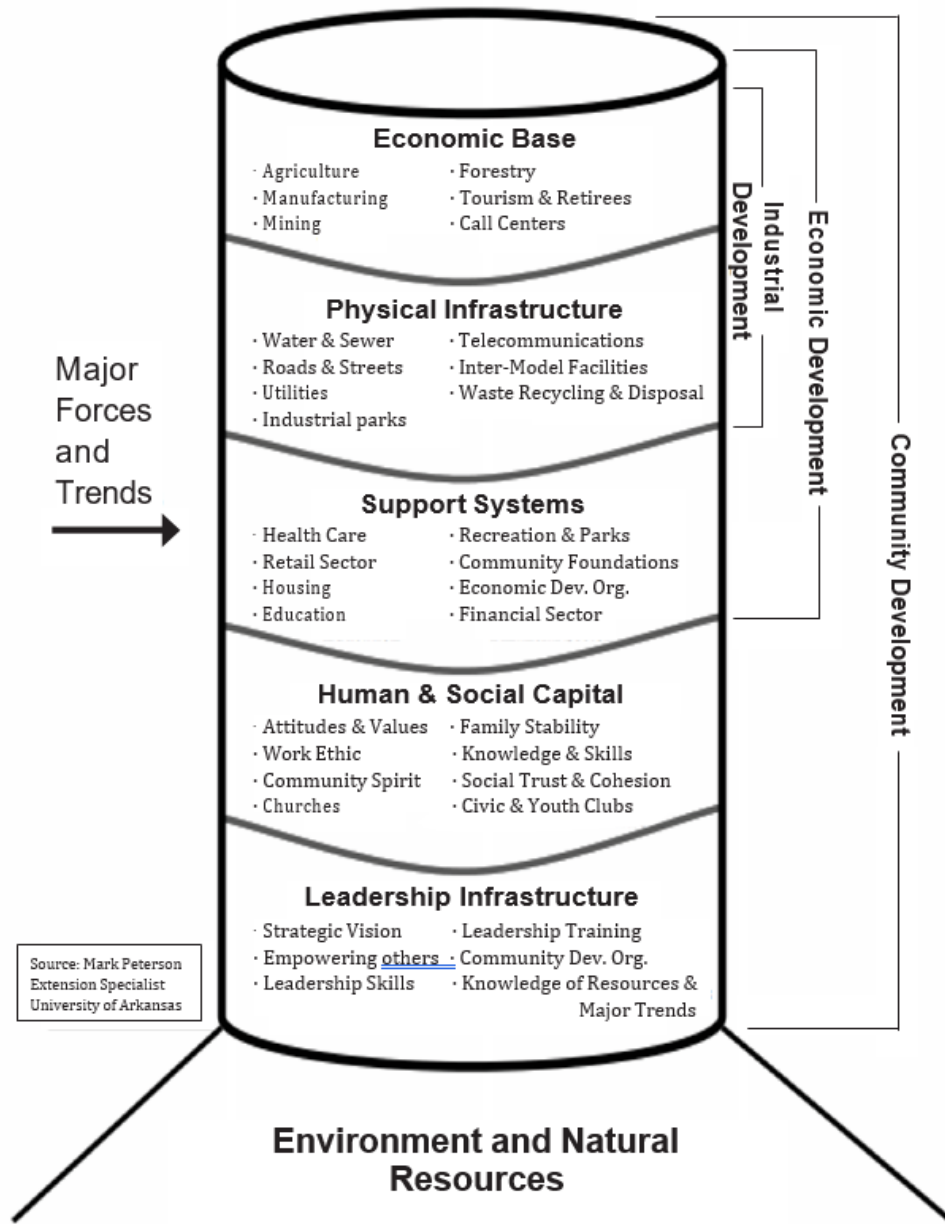 Economic Base
· Agriculture
· Manufacturing
· Mining
· Forestry
· Tourism & Retirees
· Call Centers
Physical Infrastructure
· Water & Sewer
· Roads & Streets
· Utilities
· Industrial parks
· Telecommunications
· Inter-Model Facilities
· Waste Recycling & Disposal
Support Systems
· Health Care
· Retail Sector
· Housing
· Education
· Recreation & Parks
· Community Foundations
· Economic Dev. Org.
· Financial Sector
Human & Social Capital
· Attitudes & Values
· Work Ethic
· Community Spirit
· Churches
· Family Stability
· Knowledge & Skills
· Social Trust & Cohesion
· Civic & Youth Clubs
Leadership Infrastructure
· Strategic Vision
· Empowering others
· Leadership Skills
· Leadership Training
· Community Dev. Org.
· Knowledge of Resources &
Major Trends
Environment and Natural
Resources
Major
Forces
and
Trends
Source: Mark Peterson
Extension Specialist
University of Arkansas
Industrial
Development
Economic Development
Community Development